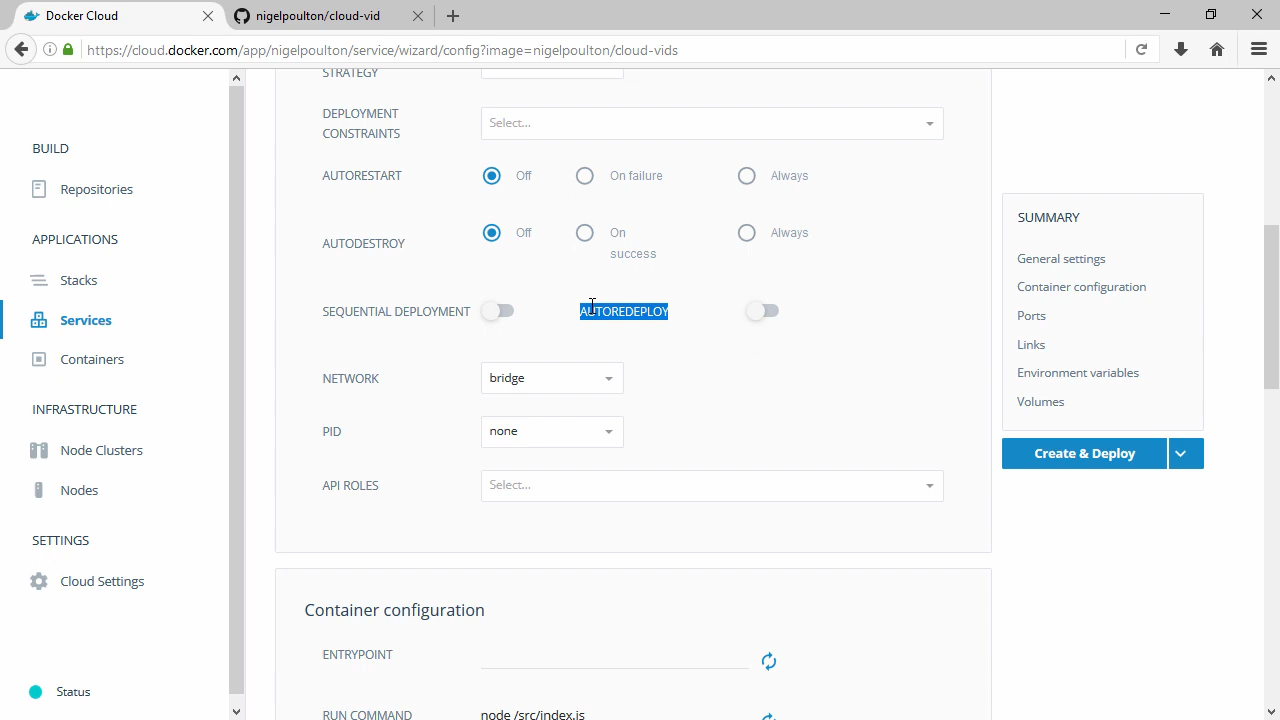 Docker Cloud
nigelpoulton/cloud-vid
https://cloud.docker.com/app/nigelpoulton/service/wizard/config?image=nigelpoulton/cloud-vids
BUILD
Repositories
APPLICATIONS
Stacks
Services
Containers
INFRASTRUCTURE
Node Clusters
Nodes
SETTINGS
Cloud Settings
Status
STRATEGY
DEPLOYMENT
CONSTRAINTS
Select...
AUTORESTART Off On failure Always
AUTODESTROY Off On
success
Always
SEQUENTIAL DEPLOYMENT AUTOREDEPLOY
NETWORK bridge
PID none
API ROLES Select...
Container configuration
ENTRYPOINT
RUN COMMAND node /src/index.js
SUMMARY
General settings
Container configuration
Ports
Links
Environment variables
Volumes
Create & Deploy